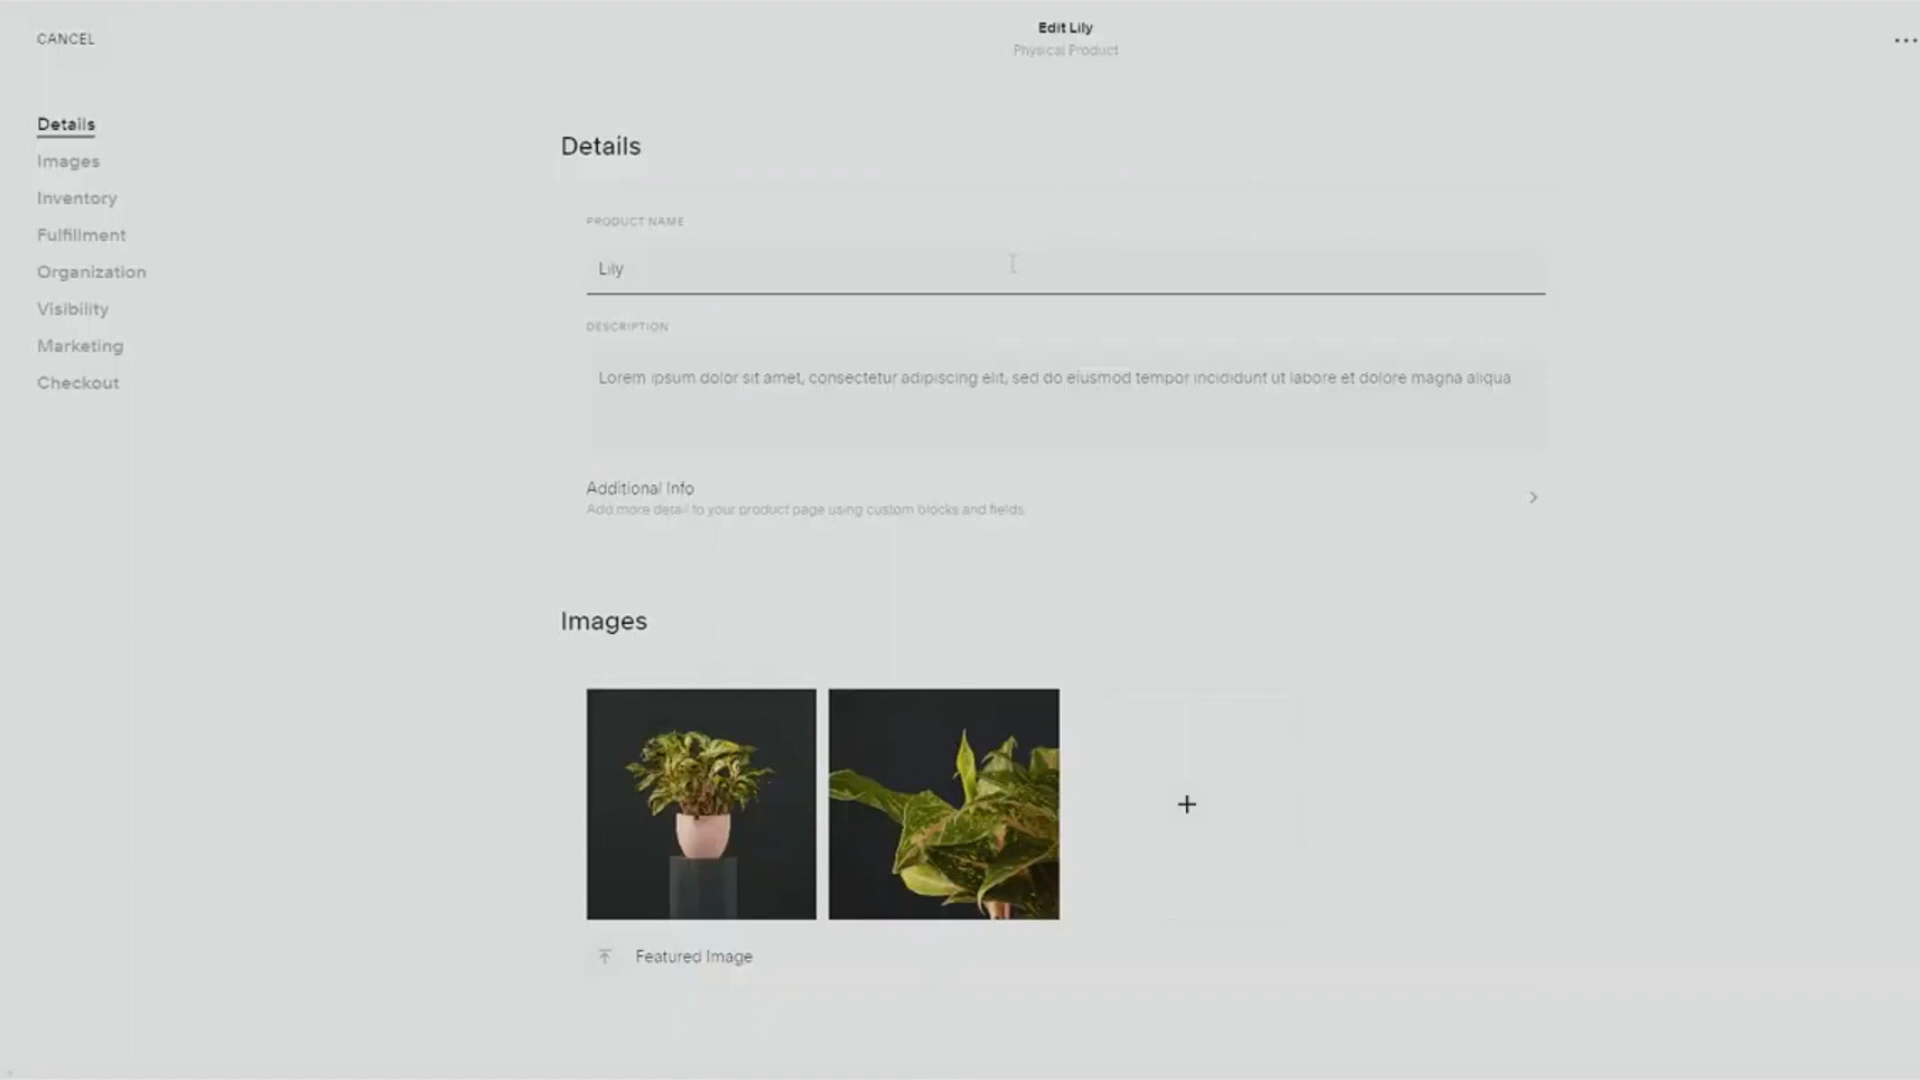 CANCEL
Edit Lily
Physical Product
Details
Images
Inventory
Fulfillment
Organization
Visibility
Marketing
Checkout
Details
PRODUCT NAME
Lily
DESCRIPTION
Lorem ipsum dolor sit amet, consectetur adipiscing elit, sed do eiusmod tempor incididunt ut labore et dolore magna aliqua
Additional Info
Add more detail to your product page using custom blocks and fields
Images
Featured Image